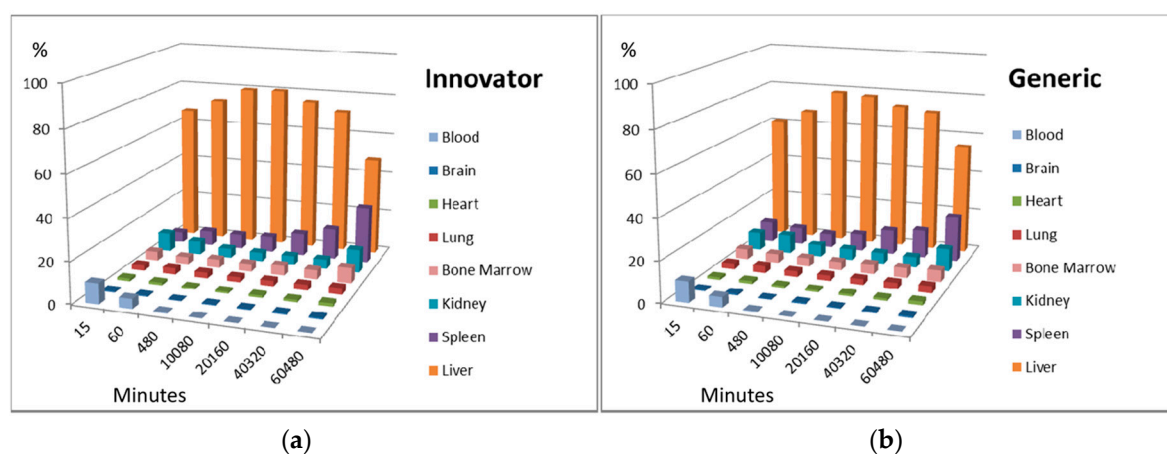 %
Innovator
100
80
60
40
20
0
15
60
480
10080
20160
40320
60480
Minutes
Blood
Brain
Heart
Lung
Bone Marrow
Kidney
Spleen
Liver
(a)
%
Generic
100
80
60
40
20
0
15
60
480
10080
20160
40320
60480
Minutes
Blood
Brain
Heart
Lung
Bone Marrow
Kidney
Spleen
Liver
(b)